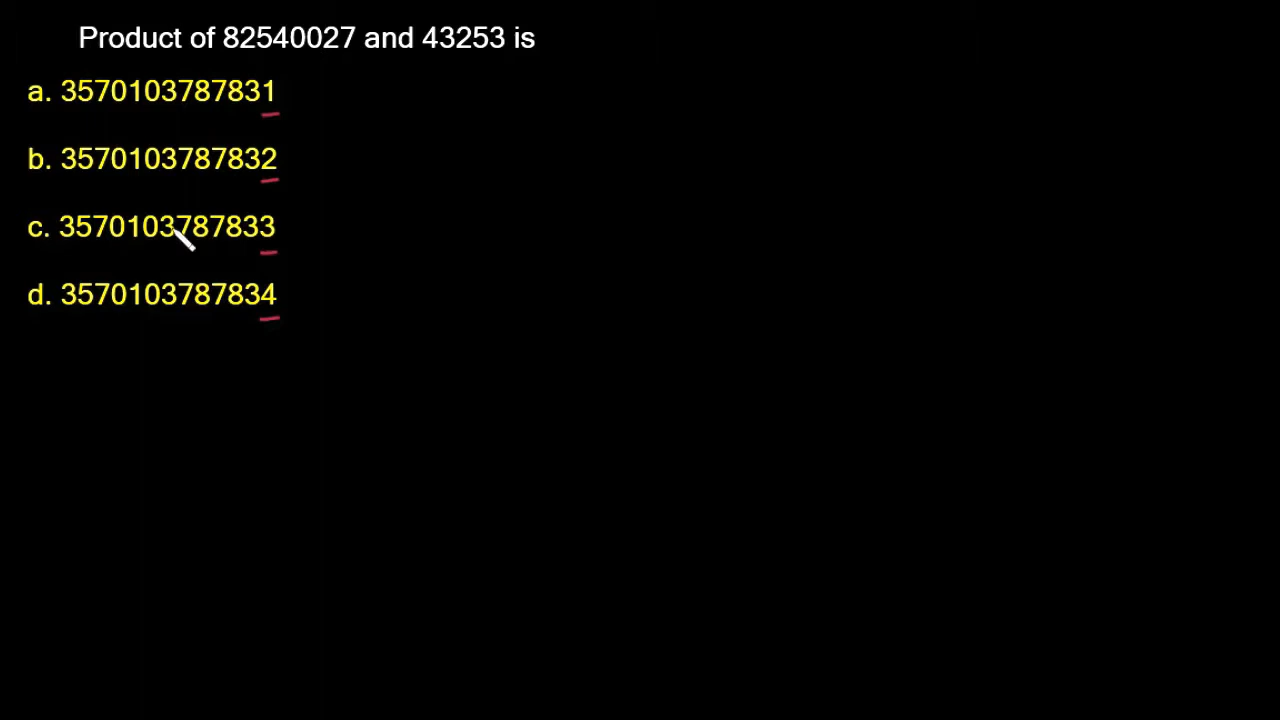 Product of 82540027 and 43253 is
a. 3570103787831
b. 3570103787832
c. 3570103787833
d. 3570103787834